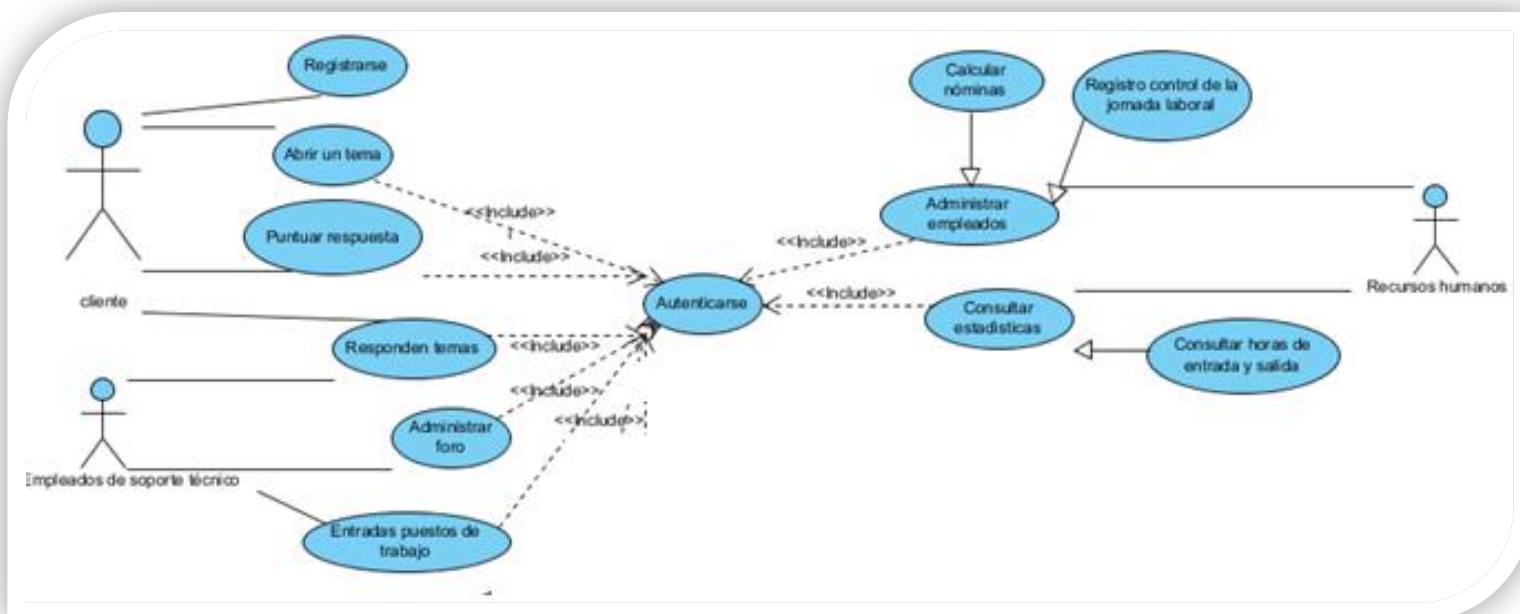 Registrarse
Abrir un tema
<<Include>>
Puntuar respuesta
<<Include>>
cliente
Responden temas
<<Include>>
Administrar
foro
<<Include>>
Empleados de soporte técnico
<<Include>>
Entradas puestos de
trabajo
Autenticarse
Calcular
nóminas
Registro control de la
jornada laboral
Administrar
empleados
<<Include>>
Recursos humanos
<<Include>>
Consultar
estadísticas
Consultar horas de
entrada y salida